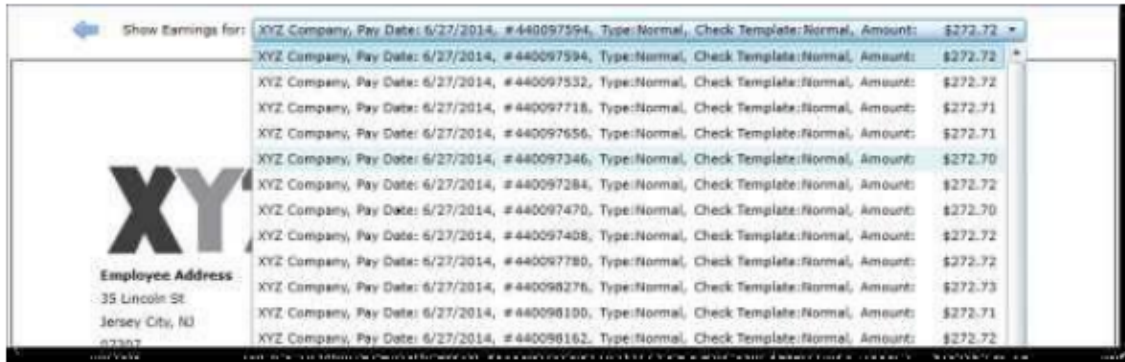 Show Earnings for: XYZ Company, Pay Date: 6/27/2014, #440097594, Type:Normal, Check Template:Normal, Amount: $272.72
XYZ Company, Pay Date: 6/27/2014, #440097594, Type:Normal, Check Template:Normal, Amount: $272.72
XYZ Company, Pay Date: 6/27/2014, #440097532, Type:Normal, Check Template:Normal, Amount: $272.72
XYZ Company, Pay Date: 6/27/2014, #440097718, Type:Normal, Check Template:Normal, Amount: $272.71
XYZ Company, Pay Date: 6/27/2014, #440097656, Type:Normal, Check Template:Normal, Amount: $272.71
XYZ Company, Pay Date: 6/27/2014, #440097346, Type:Normal, Check Template:Normal, Amount: $272.70
XYZ Company, Pay Date: 6/27/2014, #440097284, Type:Normal, Check Template:Normal, Amount: $272.72
XYZ Company, Pay Date: 6/27/2014, #440097470, Type:Normal, Check Template:Normal, Amount: $272.70
XYZ Company, Pay Date: 6/27/2014, #440097408, Type:Normal, Check Template:Normal, Amount: $272.72
XYZ Company, Pay Date: 6/27/2014, #440097780, Type:Normal, Check Template:Normal, Amount: $272.72
XYZ Company, Pay Date: 6/27/2014, #440098276, Type:Normal, Check Template:Normal, Amount: $272.73
XYZ Company, Pay Date: 6/27/2014, #440098100, Type:Normal, Check Template:Normal, Amount: $272.71
XYZ Company, Pay Date: 6/27/2014, #440098162, Type:Normal, Check Template:Normal, Amount: $272.72
XY
Employee Address
35 Lincoln St
Jersey City, NJ
07307